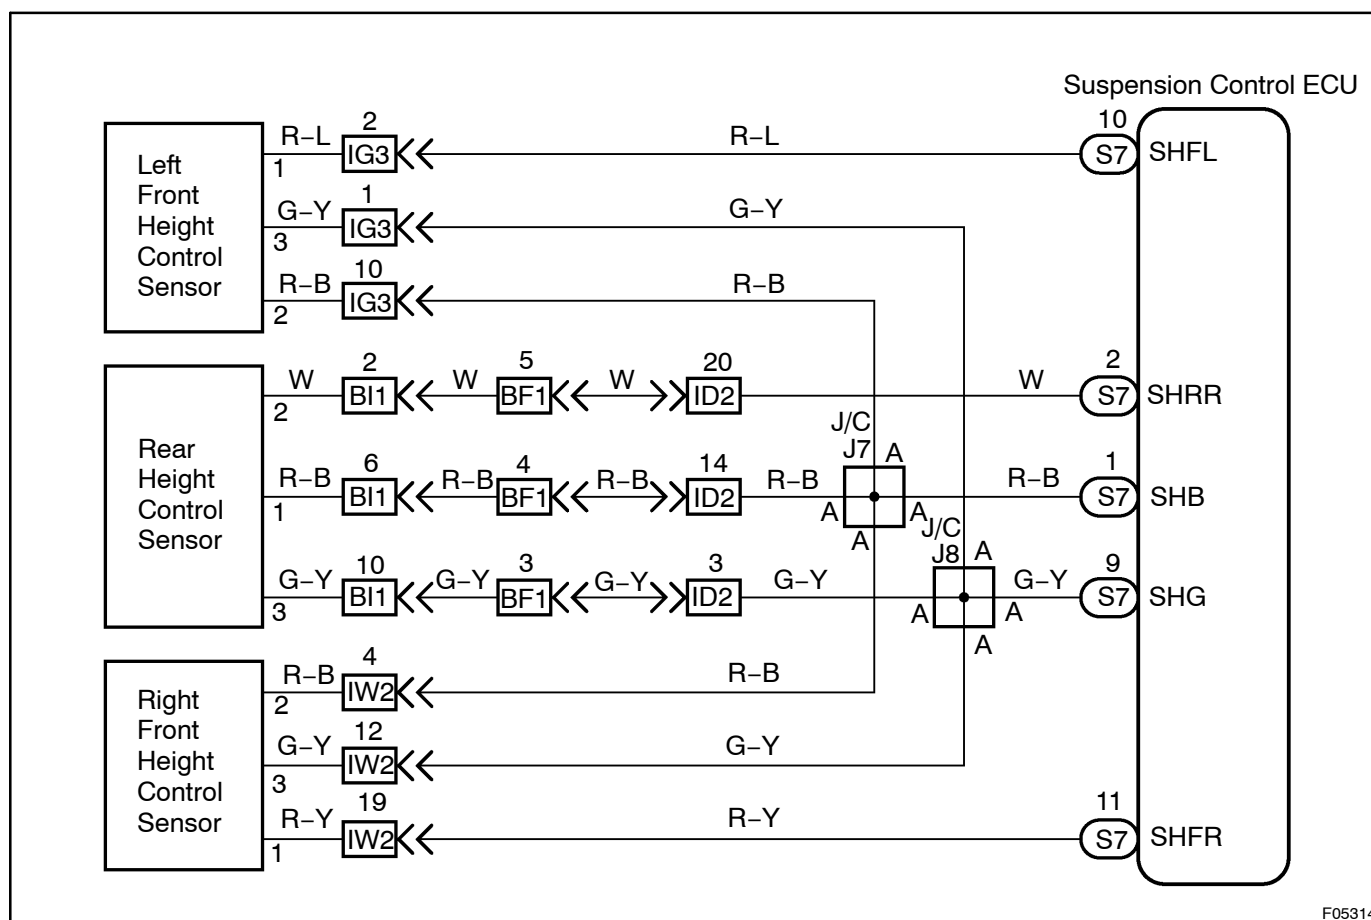 Suspension Control ECU
Left
Front
Height
Control
Sensor
R–L
1
2
IG3
R–L
10
S7
SHFL
G–Y
3
1
IG3
G–Y
R–B
2
10
IG3
R–B
Rear
Height
Control
Sensor
W
2
2
BI1
W
5
BF1
W
20
ID2
W
2
S7
SHRR
R–B
1
6
BI1
R–B
4
BF1
R–B
14
ID2
R–B
J/C
J7
A
A
A
A
R–B
1
S7
SHB
G–Y
3
10
BI1
G–Y
3
BF1
G–Y
3
ID2
G–Y
J/C
J8
A
A
A
A
G–Y
9
S7
SHG
Right
Front
Height
Control
Sensor
R–B
2
4
IW2
R–B
G–Y
3
12
IW2
G–Y
R–Y
1
19
IW2
R–Y
11
S7
SHFR
F05314